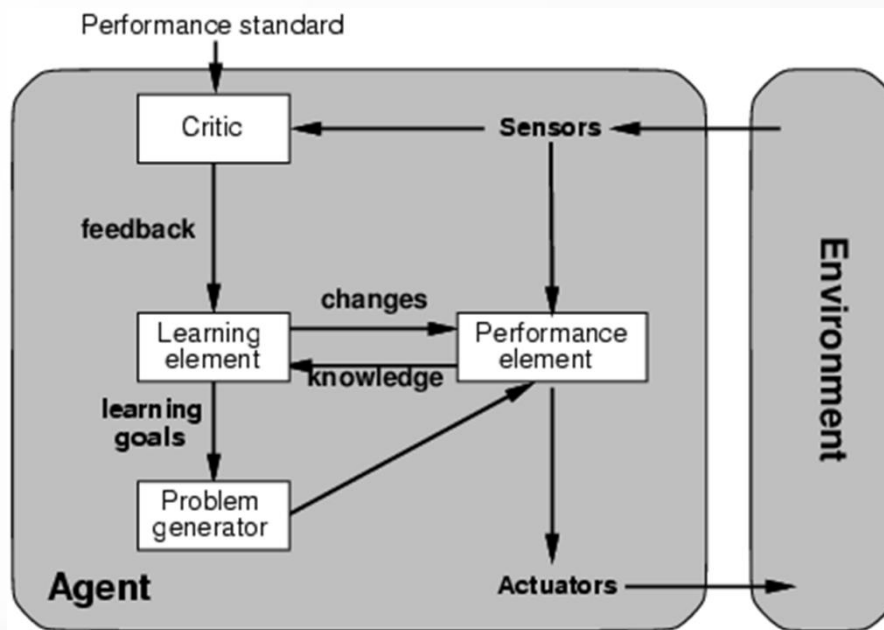 Performance standard
Critic
Sensors
feedback
changes
Learning
element
Performance
element
knowledge
learning
goals
Problem
generator
Agent
Actuators
Environment